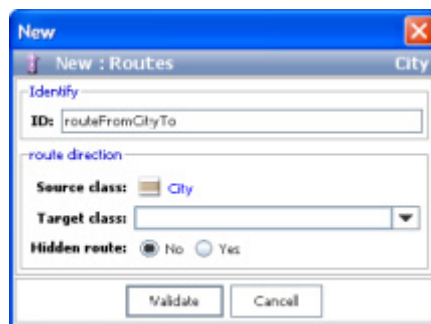 New
New : Routes City
Identify
ID: routeFromCityTo
route direction
Source class: City
Target class:
Hidden route: No Yes
Validate Cancel